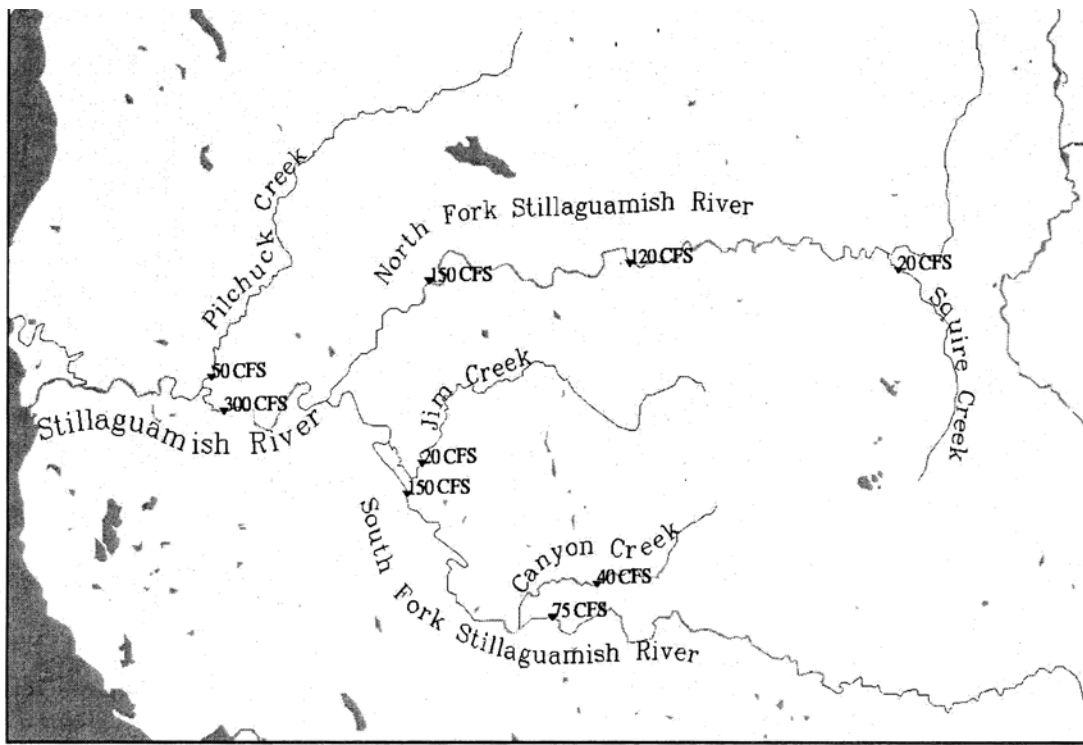 Pilchuck Creek
North Fork Stillaguamish River
150 CFS
120 CFS
20 CFS
Squire Creek
50 CFS
300 CFS
Stillaguamish River
Jim Creek
20 CFS
150 CFS
South Fork Stillaguamish River
Canyon Creek
40 CFS
75 CFS